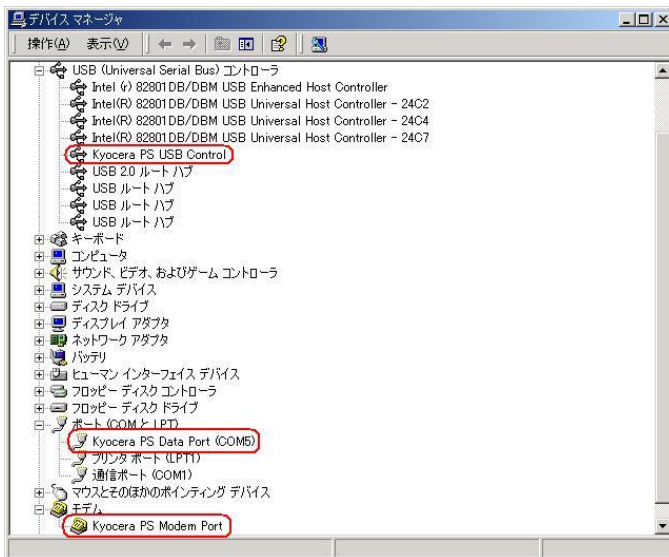 デバイス マネージャ
操作(A) 表示(V)
USB (Universal Serial Bus) コントローラ
Intel (r) 82801DB/DBM USB Enhanced Host Controller
Intel(R) 82801DB/DBM USB Universal Host Controller - 24C2
Intel(R) 82801DB/DBM USB Universal Host Controller - 24C4
Intel(R) 82801DB/DBM USB Universal Host Controller - 24C7
Kyocera PS USB Control
USB 2.0 ルート ハブ
USB ルート ハブ
USB ルート ハブ
USB ルート ハブ
キーボード
コンピュータ
サウンド、ビデオ、およびゲーム コントローラ
システム デバイス
ディスク ドライブ
ディスプレイ アダプタ
ネットワーク アダプタ
バッテリ
ヒューマン インターフェイス デバイス
フロッピー ディスク コントローラ
フロッピー ディスク ドライブ
ポート (COM と LPT)
Kyocera PS Data Port (COM5)
プリンタ ポート (LPT1)
通信ポート (COM1)
マウスとそのほかのポインティング デバイス
モデム
Kyocera PS Modem Port